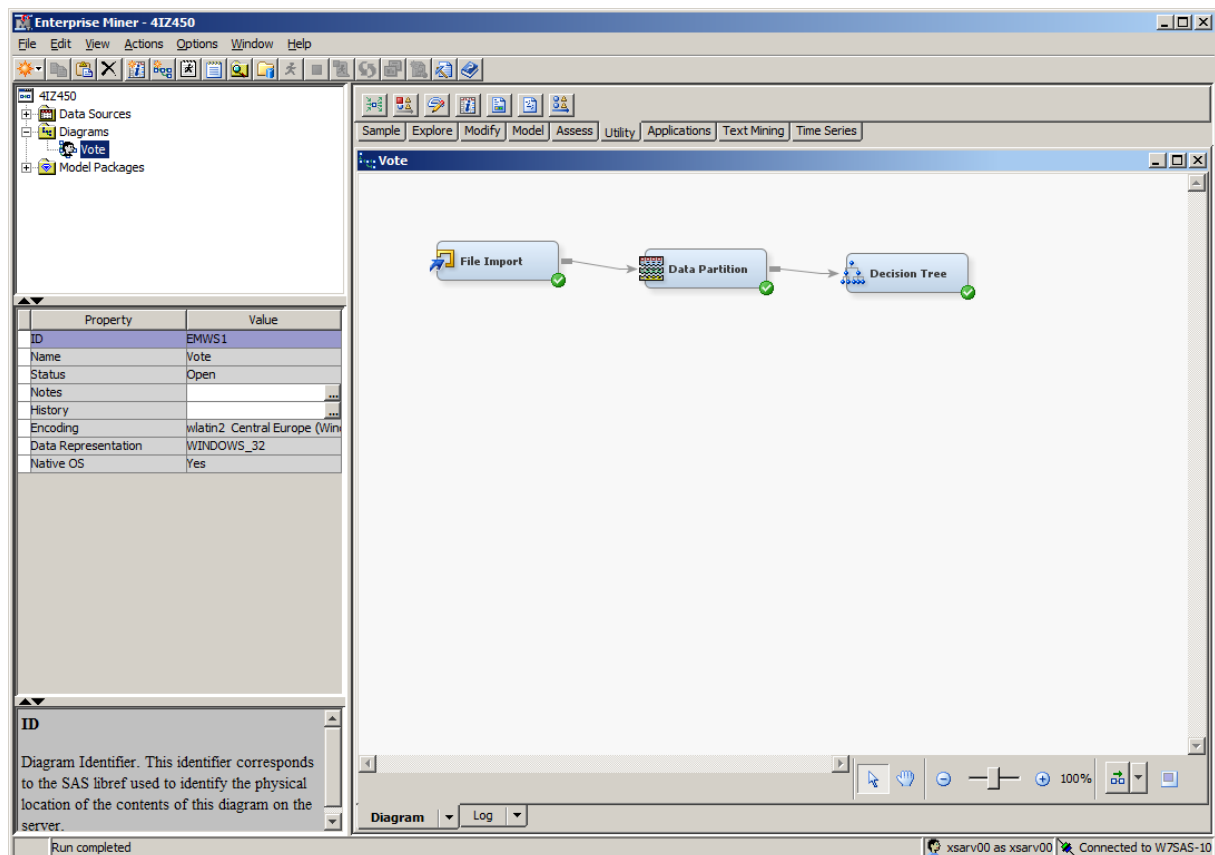 Enterprise Miner - 4IZ450
File Edit View Actions Options Window Help
4IZ450
Data Sources
Diagrams
Vote
Model Packages
Property Value
ID EMWS1
Name Vote
Status Open
Notes ...
History ...
Encoding wlatin2 Central Europe (Win
Data Representation WINDOWS_32
Native OS Yes
ID
Diagram Identifier. This identifier corresponds
to the SAS libref used to identify the physical
location of the contents of this diagram on the
server.
Sample Explore Modify Model Assess Utility Applications Text Mining Time Series
Vote
File Import
Data Partition
Decision Tree
100%
Diagram Log
Run completed
xsarv00 as xsarv00 Connected to W7SAS-10